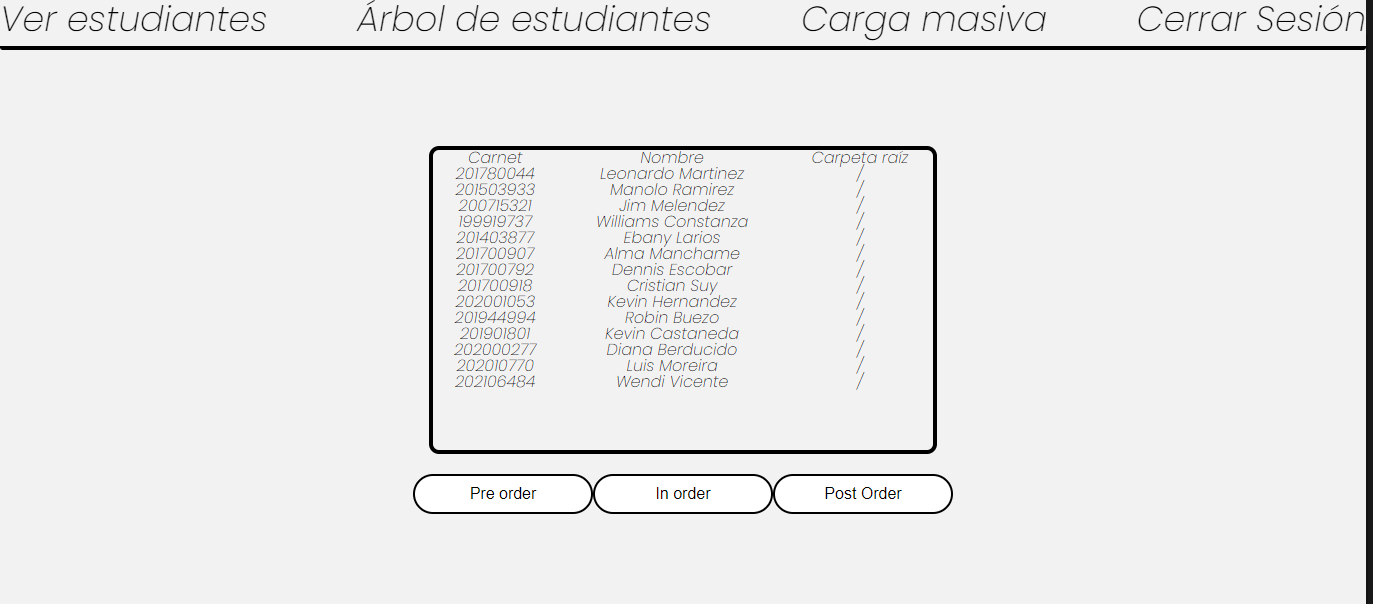 Ver estudiantes Árbol de estudiantes Carga masiva Cerrar Sesión
Carnet Nombre Carpeta raíz
201780044 Leonardo Martinez /
201503933 Manolo Ramirez /
200715321 Jim Melendez /
199919737 Williams Constanza /
201403877 Ebany Larios /
201700907 Alma Manchame /
201700792 Dennis Escobar /
201700918 Cristian Suy /
202001053 Kevin Hernandez /
201944994 Robin Buezo /
201901801 Kevin Castaneda /
202000277 Diana Berducido /
202010770 Luis Moreira /
202106484 Wendi Vicente /
Pre order In order Post Order